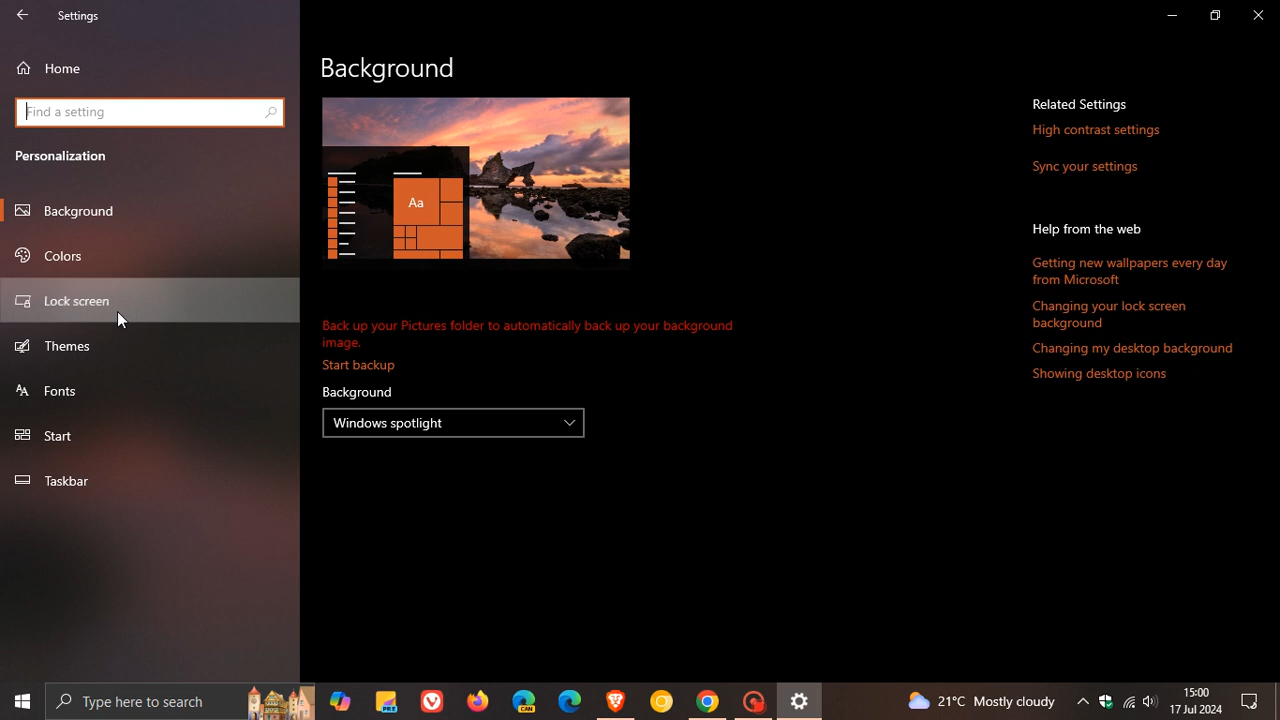 Settings
Home
Find a setting
Personalization
Background
Colors
Lock screen
Themes
Fonts
Start
Taskbar
Background
Aa
Back up your Pictures folder to automatically back up your background
image.
Start backup
Background
Windows spotlight
Related Settings
High contrast settings
Sync your settings
Help from the web
Getting new wallpapers every day
from Microsoft
Changing your lock screen
background
Changing my desktop background
Showing desktop icons
Type here to search
PRE
CAN
21°C Mostly cloudy
15:00
17 Jul 2024